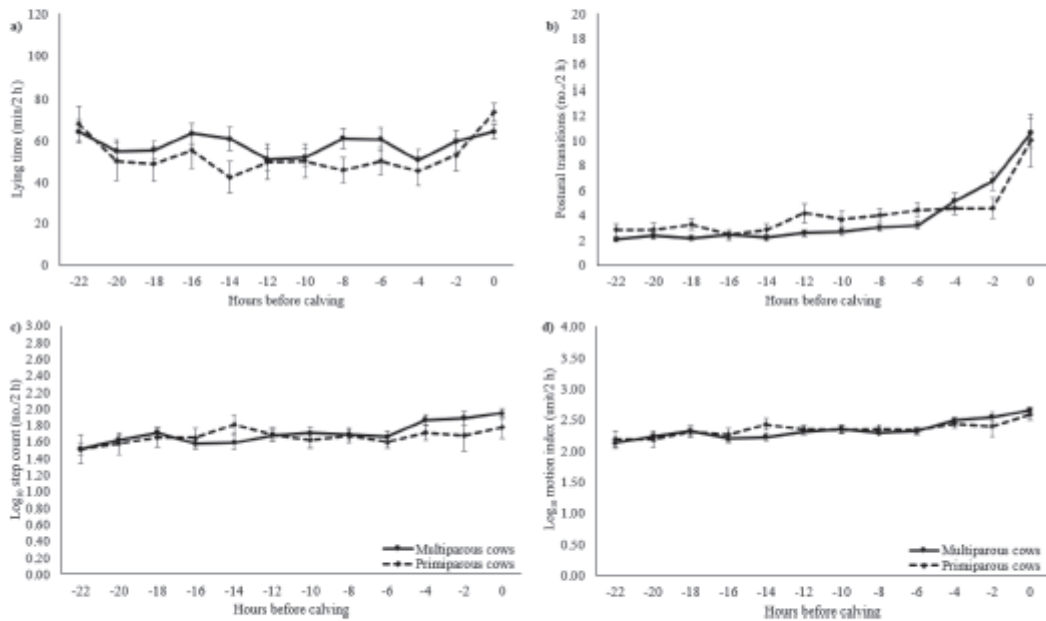 a)
Lying time (min/2 h)
120
100
80
60
40
20
0
-22 -20 -18 -16 -14 -12 -10 -8 -6 -4 -2 0
Hours before calving
b)
Postural transitions (no./2 h)
20
18
16
14
12
10
8
6
4
2
0
-22 -20 -18 -16 -14 -12 -10 -8 -6 -4 -2 0
Hours before calving
c)
Log10 step count (no./2 h)
3.00
2.80
2.60
2.40
2.20
2.00
1.80
1.60
1.40
1.20
1.00
0.80
0.60
0.40
0.20
0.00
Multiparous cows
Primiparous cows
-22 -20 -18 -16 -14 -12 -10 -8 -6 -4 -2 0
Hours before calving
d)
Log10 motion index (unit/2 h)
4.00
3.50
3.00
2.50
2.00
1.50
1.00
0.50
0.00
Multiparous cows
Primiparous cows
-22 -20 -18 -16 -14 -12 -10 -8 -6 -4 -2 0
Hours before calving